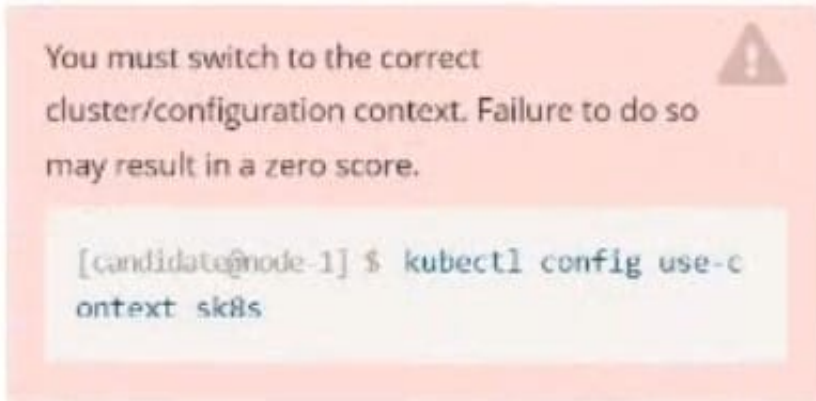 You must switch to the correct
cluster/configuration context. Failure to do so
may result in a zero score.
[candidate@node-1] $ kubectl config use-c
ontext sk8s